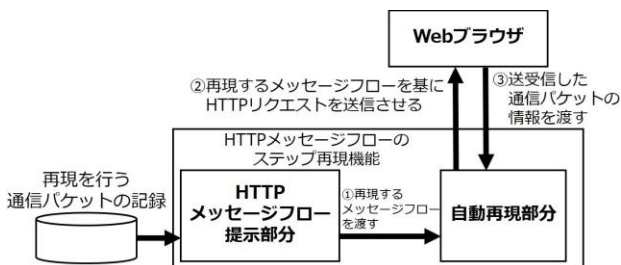 Webブラウザ
②再現するメッセージフローを基に
HTTPリクエストを送信させる
③送受信した
通信パケットの
情報を渡す
HTTPメッセージフローの
ステップ再現機能
再現を行う
通信パケットの記録
HTTP
メッセージフロー
提示部分
①再現する
メッセージフロー
を渡す
自動再現部分